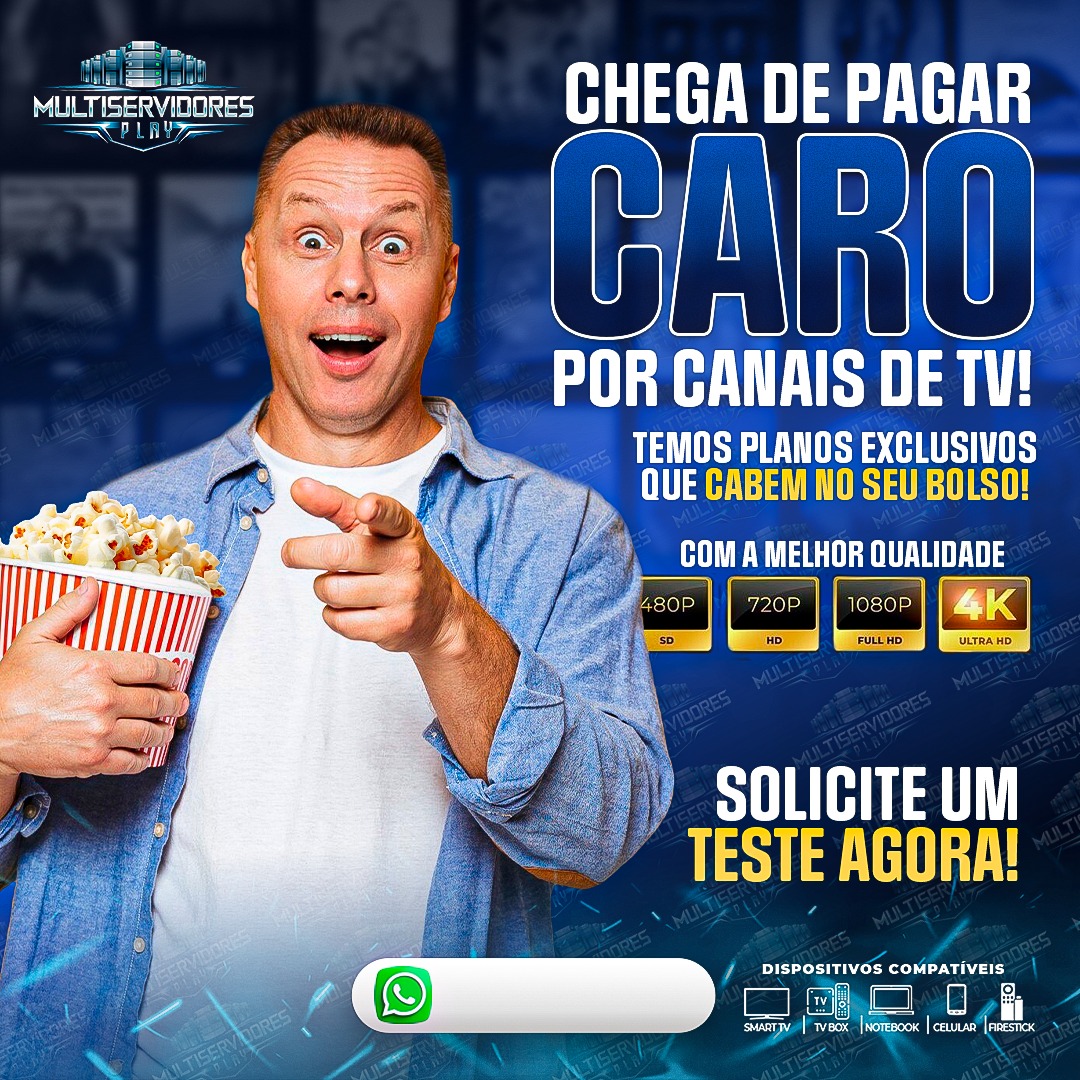 MULTISERVIDORES
PLAY
CHEGA DE PAGAR
CARO
POR CANAIS DE TV!
TEMOS PLANOS EXCLUSIVOS
QUE CABEM NO SEU BOLSO!
COM A MELHOR QUALIDADE
480P 720P 1080P 4K
SD HD FULL HD ULTRA HD
SOLICITE UM
TESTE AGORA!
DISPOSITIVOS COMPATÍVEIS
TV
SMART TV | TV BOX | NOTEBOOK | CELULAR | FIRESTICK